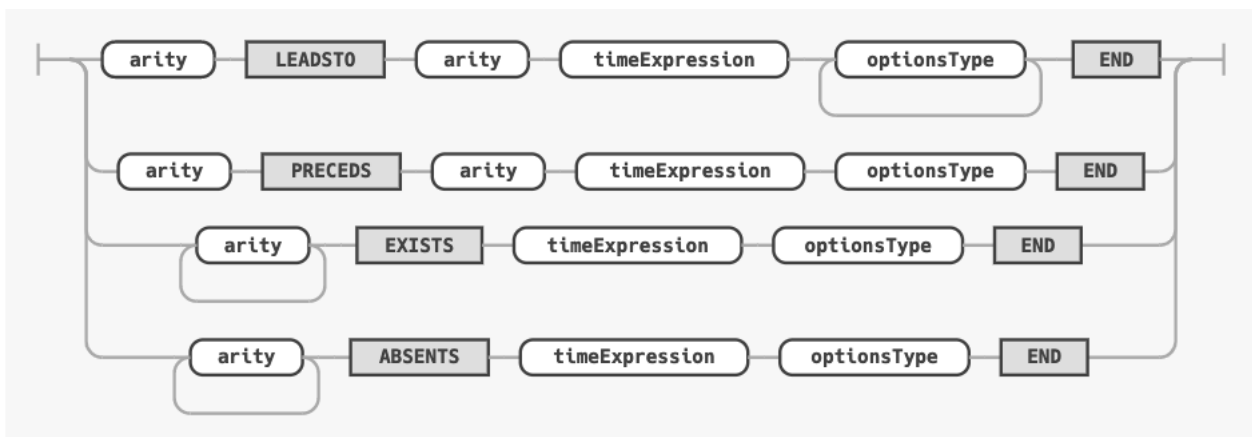 arity LEADSTO arity timeExpression optionsType END
arity PRECEDS arity timeExpression optionsType END
arity EXISTS timeExpression optionsType END
arity ABSENTS timeExpression optionsType END